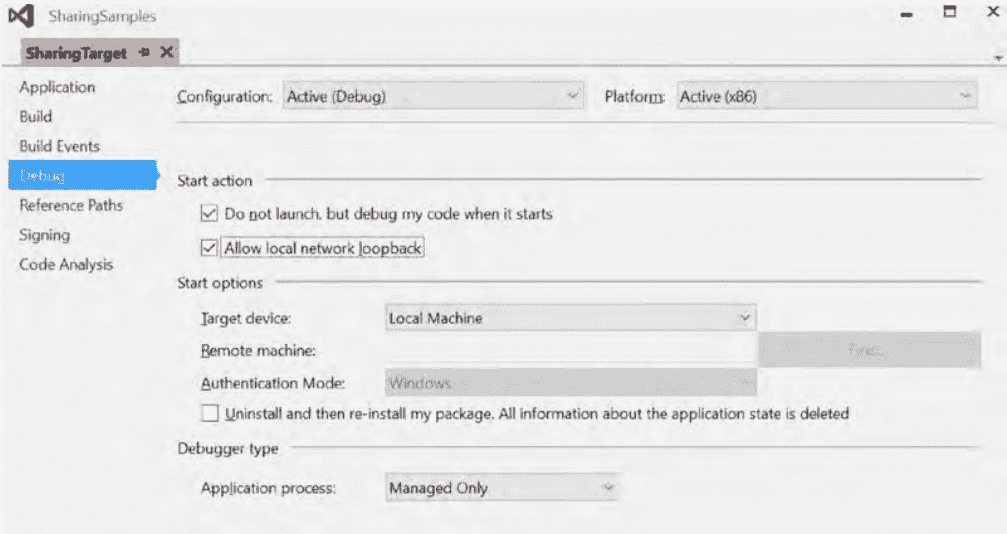 SharingSamples
SharingTarget
Application
Build
Build Events
Debug
Reference Paths
Signing
Code Analysis
Configuration: Active (Debug) Platform: Active (x86)
Start action
Do not launch, but debug my code when it starts
Allow local network loopback
Start options
Target device: Local Machine
Remote machine:
Authentication Mode: Windows
Uninstall and then re-install my package. All information about the application state is deleted
Debugger type
Application process: Managed Only